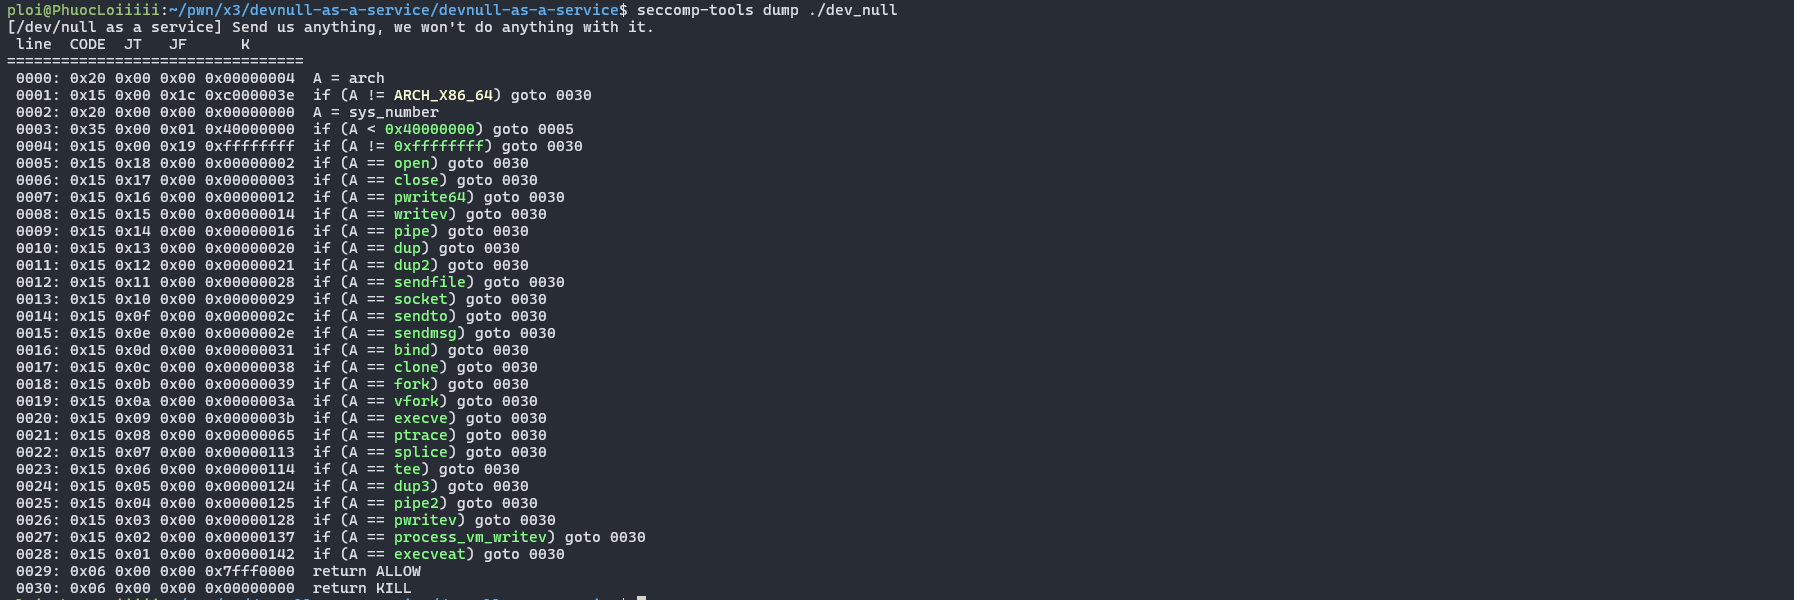 ploi@PhuocLoiiiii:~/pwn/x3/devnull-as-a-service/devnull-as-a-service$ seccomp-tools dump ./dev_null
[/dev/null as a service] Send us anything, we won't do anything with it.
 line  CODE  JT   JF      K
=================================
 0000: 0x20 0x00 0x00 0x00000004  A = arch
 0001: 0x15 0x00 0x1c 0xc000003e  if (A != ARCH_X86_64) goto 0030
 0002: 0x20 0x00 0x00 0x00000000  A = sys_number
 0003: 0x35 0x00 0x01 0x40000000  if (A < 0x40000000) goto 0005
 0004: 0x15 0x00 0x19 0xffffffff  if (A != 0xffffffff) goto 0030
 0005: 0x15 0x18 0x00 0x00000002  if (A == open) goto 0030
 0006: 0x15 0x17 0x00 0x00000003  if (A == close) goto 0030
 0007: 0x15 0x16 0x00 0x00000012  if (A == pwrite64) goto 0030
 0008: 0x15 0x15 0x00 0x00000014  if (A == writev) goto 0030
 0009: 0x15 0x14 0x00 0x00000016  if (A == pipe) goto 0030
 0010: 0x15 0x13 0x00 0x00000020  if (A == dup) goto 0030
 0011: 0x15 0x12 0x00 0x00000021  if (A == dup2) goto 0030
 0012: 0x15 0x11 0x00 0x00000028  if (A == sendfile) goto 0030
 0013: 0x15 0x10 0x00 0x00000029  if (A == socket) goto 0030
 0014: 0x15 0x0f 0x00 0x0000002c  if (A == sendto) goto 0030
 0015: 0x15 0x0e 0x00 0x0000002e  if (A == sendmsg) goto 0030
 0016: 0x15 0x0d 0x00 0x00000031  if (A == bind) goto 0030
 0017: 0x15 0x0c 0x00 0x00000038  if (A == clone) goto 0030
 0018: 0x15 0x0b 0x00 0x00000039  if (A == fork) goto 0030
 0019: 0x15 0x0a 0x00 0x0000003a  if (A == vfork) goto 0030
 0020: 0x15 0x09 0x00 0x0000003b  if (A == execve) goto 0030
 0021: 0x15 0x08 0x00 0x00000065  if (A == ptrace) goto 0030
 0022: 0x15 0x07 0x00 0x00000113  if (A == splice) goto 0030
 0023: 0x15 0x06 0x00 0x00000114  if (A == tee) goto 0030
 0024: 0x15 0x05 0x00 0x00000124  if (A == dup3) goto 0030
 0025: 0x15 0x04 0x00 0x00000125  if (A == pipe2) goto 0030
 0026: 0x15 0x03 0x00 0x00000128  if (A == pwritev) goto 0030
 0027: 0x15 0x02 0x00 0x00000137  if (A == process_vm_writev) goto 0030
 0028: 0x15 0x01 0x00 0x00000142  if (A == execveat) goto 0030
 0029: 0x06 0x00 0x00 0x7fff0000  return ALLOW
 0030: 0x06 0x00 0x00 0x00000000  return KILL